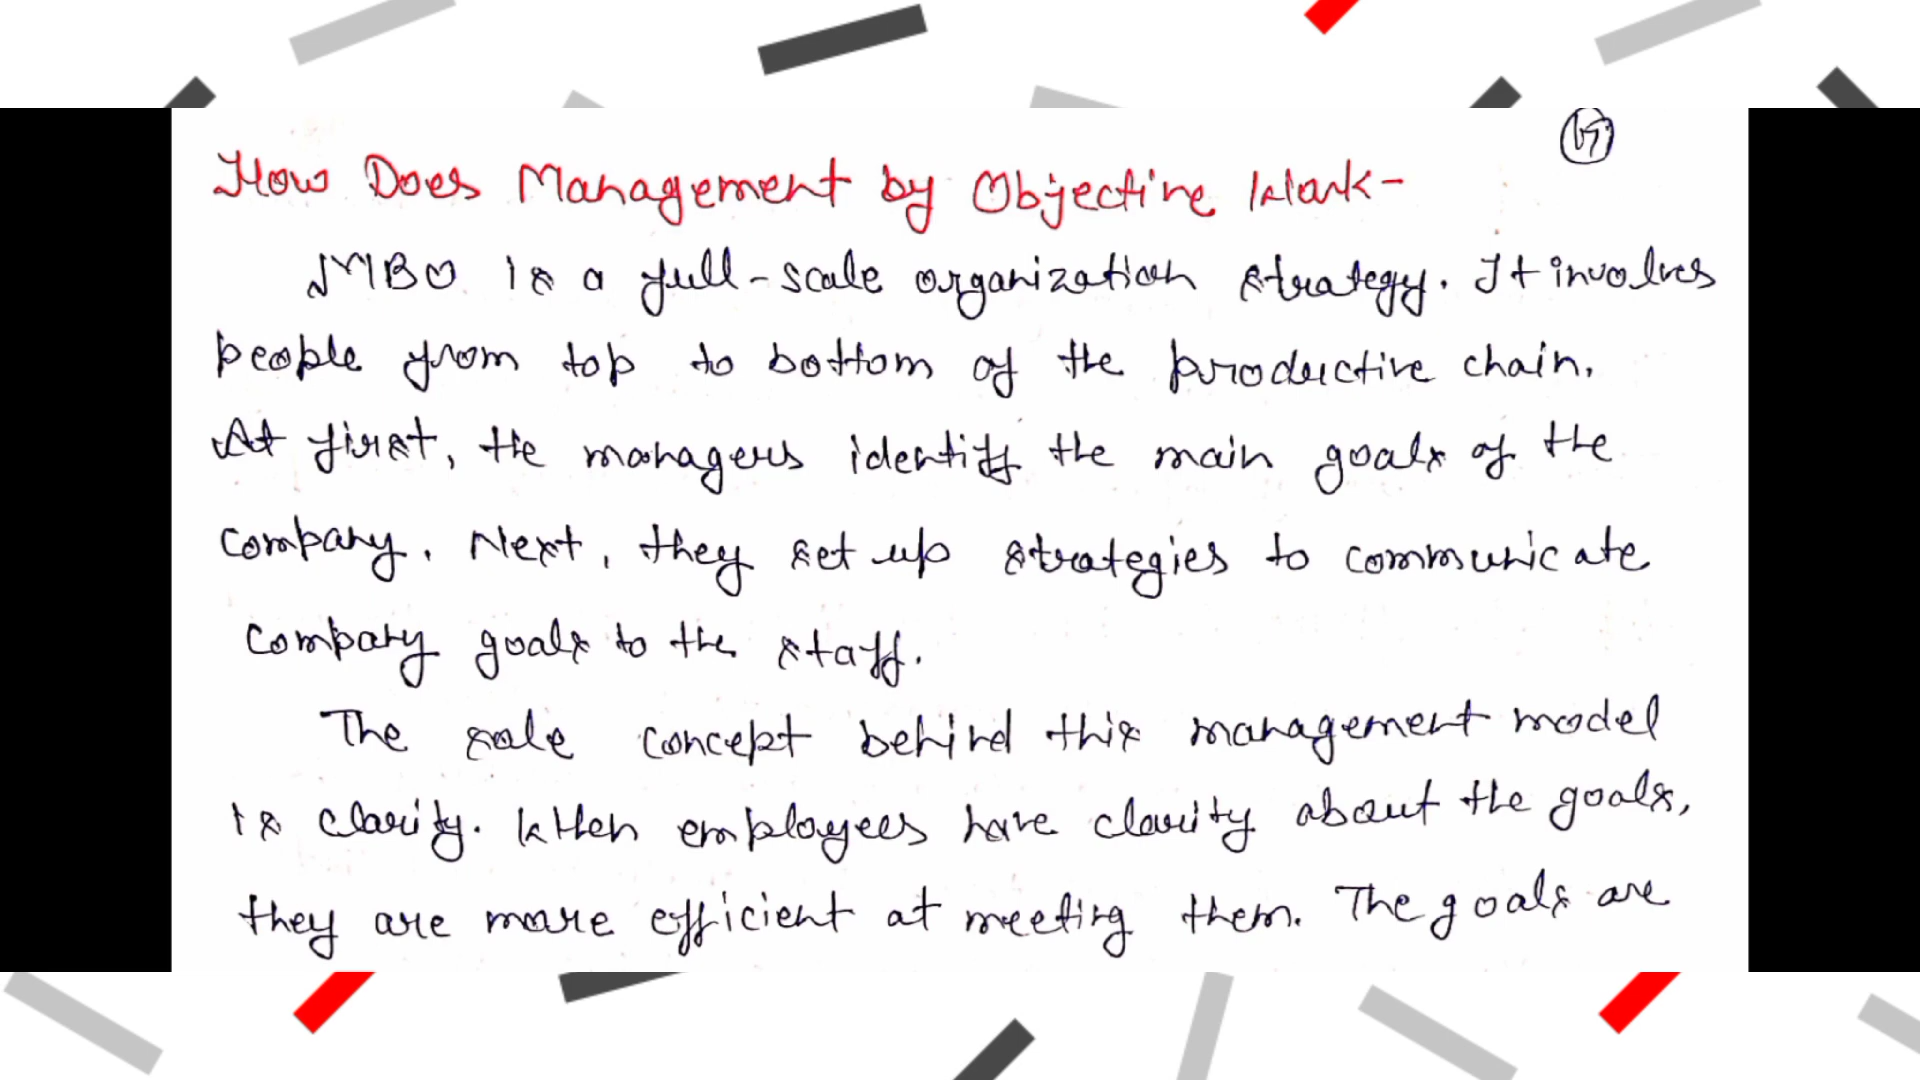 How Does Management by Objective Work-
MBO is a full-scale organization strategy. It involves
people from top to bottom of the productive chain.
At first, the managers identify the main goals of the
company. Next, they set up strategies to communicate
company goals to the staff.
The sole concept behind this management model
is clarity. When employees have clarity about the goals,
they are more efficient at meeting them. The goals are